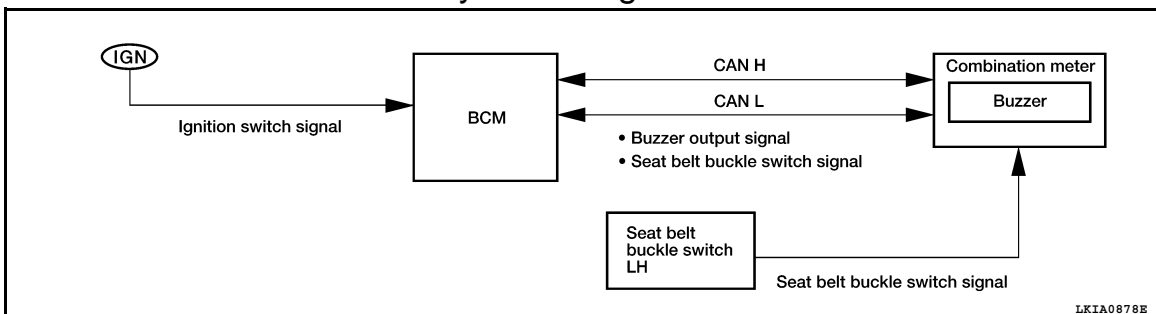 IGN
Ignition switch signal
BCM
CAN H
CAN L
• Buzzer output signal
• Seat belt buckle switch signal
Combination meter
Buzzer
Seat belt
buckle switch
LH
Seat belt buckle switch signal
LKIA0878E